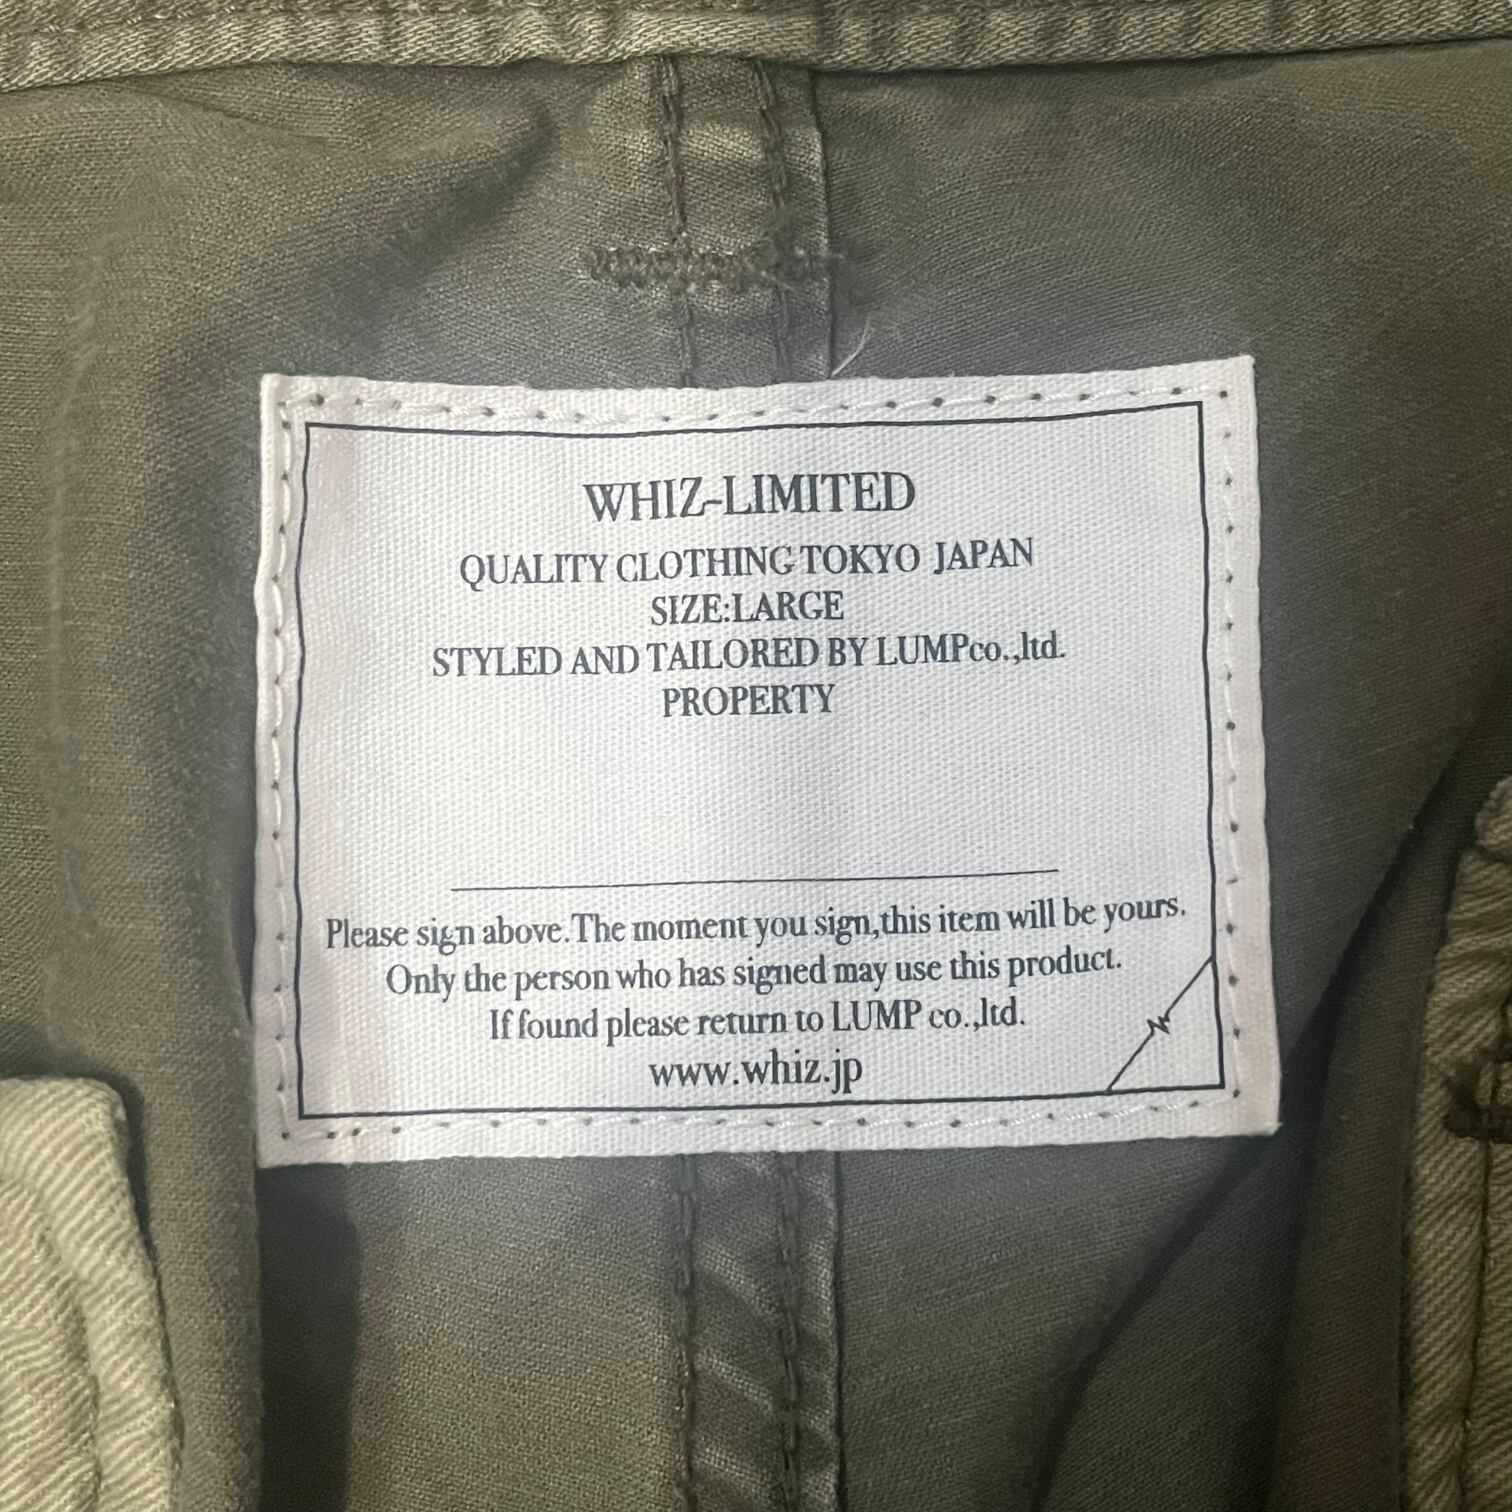 WHIZ-LIMITED
QUALITY CLOTHING TOKYO JAPAN
SIZE:LARGE
STYLED AND TAILORED BY LUMPco.,ltd.
PROPERTY
Please sign above.The moment you sign,this item will be yours.
Only the person who has signed may use this product.
If found please return to LUMP co.,ltd.
www.whiz.jp